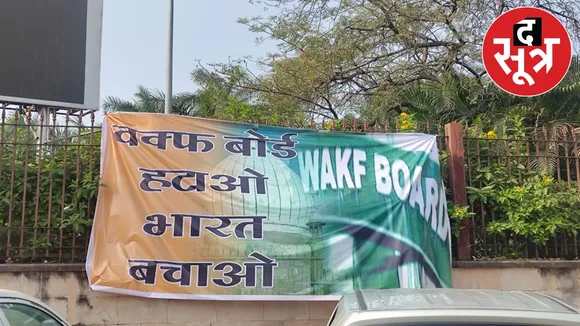 द
सूत्र
वक्फ बोर्ड
हटाओ
भारत
बचाओ
WAKF BOARD